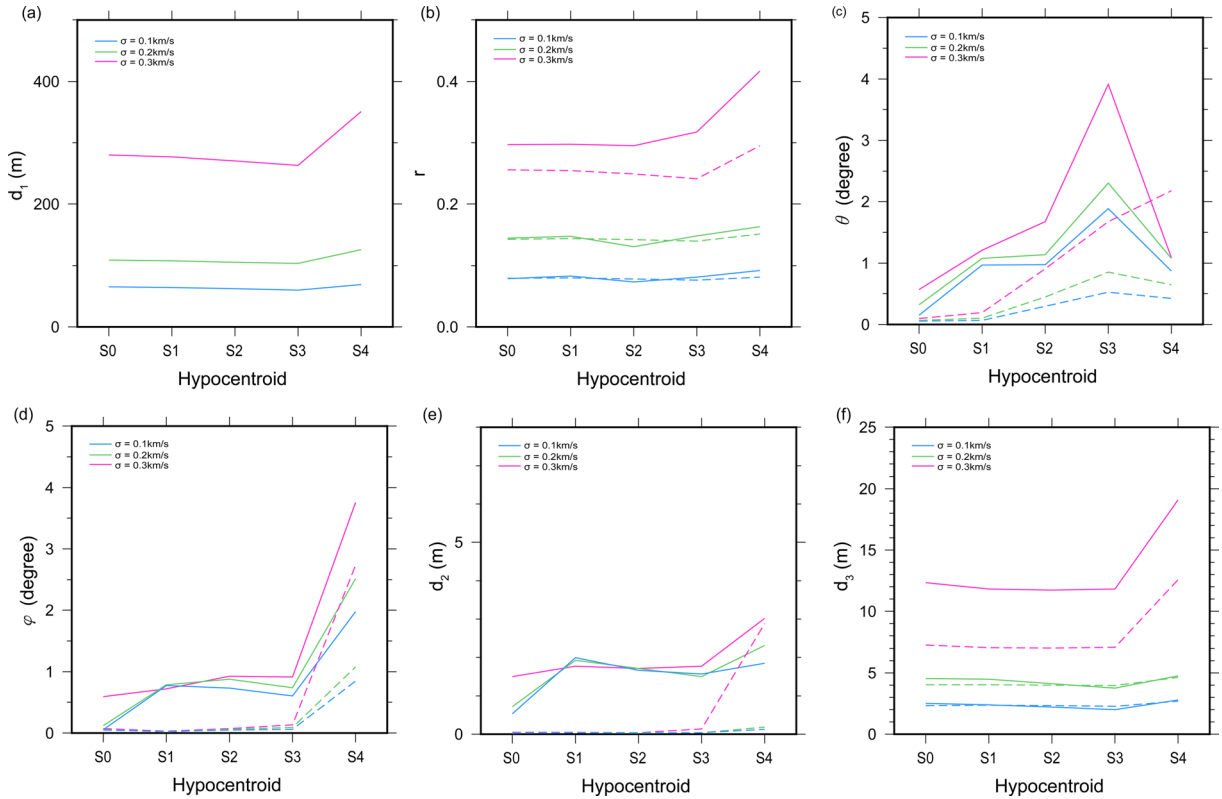 (a)
σ = 0.1km/s
σ = 0.2km/s
σ = 0.3km/s
400
200
0
d₁ (m)
S0 S1 S2 S3 S4
Hypocentroid
(b)
σ = 0.1km/s
σ = 0.2km/s
σ = 0.3km/s
0.4
0.2
0.0
r
S0 S1 S2 S3 S4
Hypocentroid
(c)
σ = 0.1km/s
σ = 0.2km/s
σ = 0.3km/s
5
4
3
2
1
0
θ (degree)
S0 S1 S2 S3 S4
Hypocentroid
(d)
σ = 0.1km/s
σ = 0.2km/s
σ = 0.3km/s
5
4
3
2
1
0
φ (degree)
S0 S1 S2 S3 S4
Hypocentroid
(e)
σ = 0.1km/s
σ = 0.2km/s
σ = 0.3km/s
5
0
d₂ (m)
S0 S1 S2 S3 S4
Hypocentroid
(f)
σ = 0.1km/s
σ = 0.2km/s
σ = 0.3km/s
25
20
15
10
5
0
d₃ (m)
S0 S1 S2 S3 S4
Hypocentroid